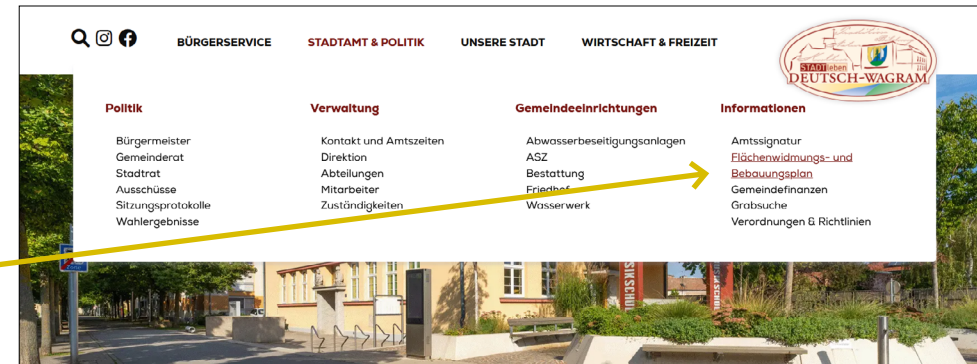 BÜRGERSERVICE
STADTAMT & POLITIK
UNSERE STADT
WIRTSCHAFT & FREIZEIT
STADTleben
DEUTSCH-WAGRAM
Politik
Bürgermeister
Gemeinderat
Stadtrat
Ausschüsse
Sitzungsprotokolle
Wahlergebnisse
Verwaltung
Kontakt und Amtszeiten
Direktion
Abteilungen
Mitarbeiter
Zuständigkeiten
Gemeindeeinrichtungen
Abwasserbeseitigungsanlagen
ASZ
Bestattung
Friedhof
Wasserwerk
Informationen
Amtssignatur
Flächenwidmungs- und
Bebauungsplan
Gemeindefinanzen
Grabsuche
Verordnungen & Richtlinien